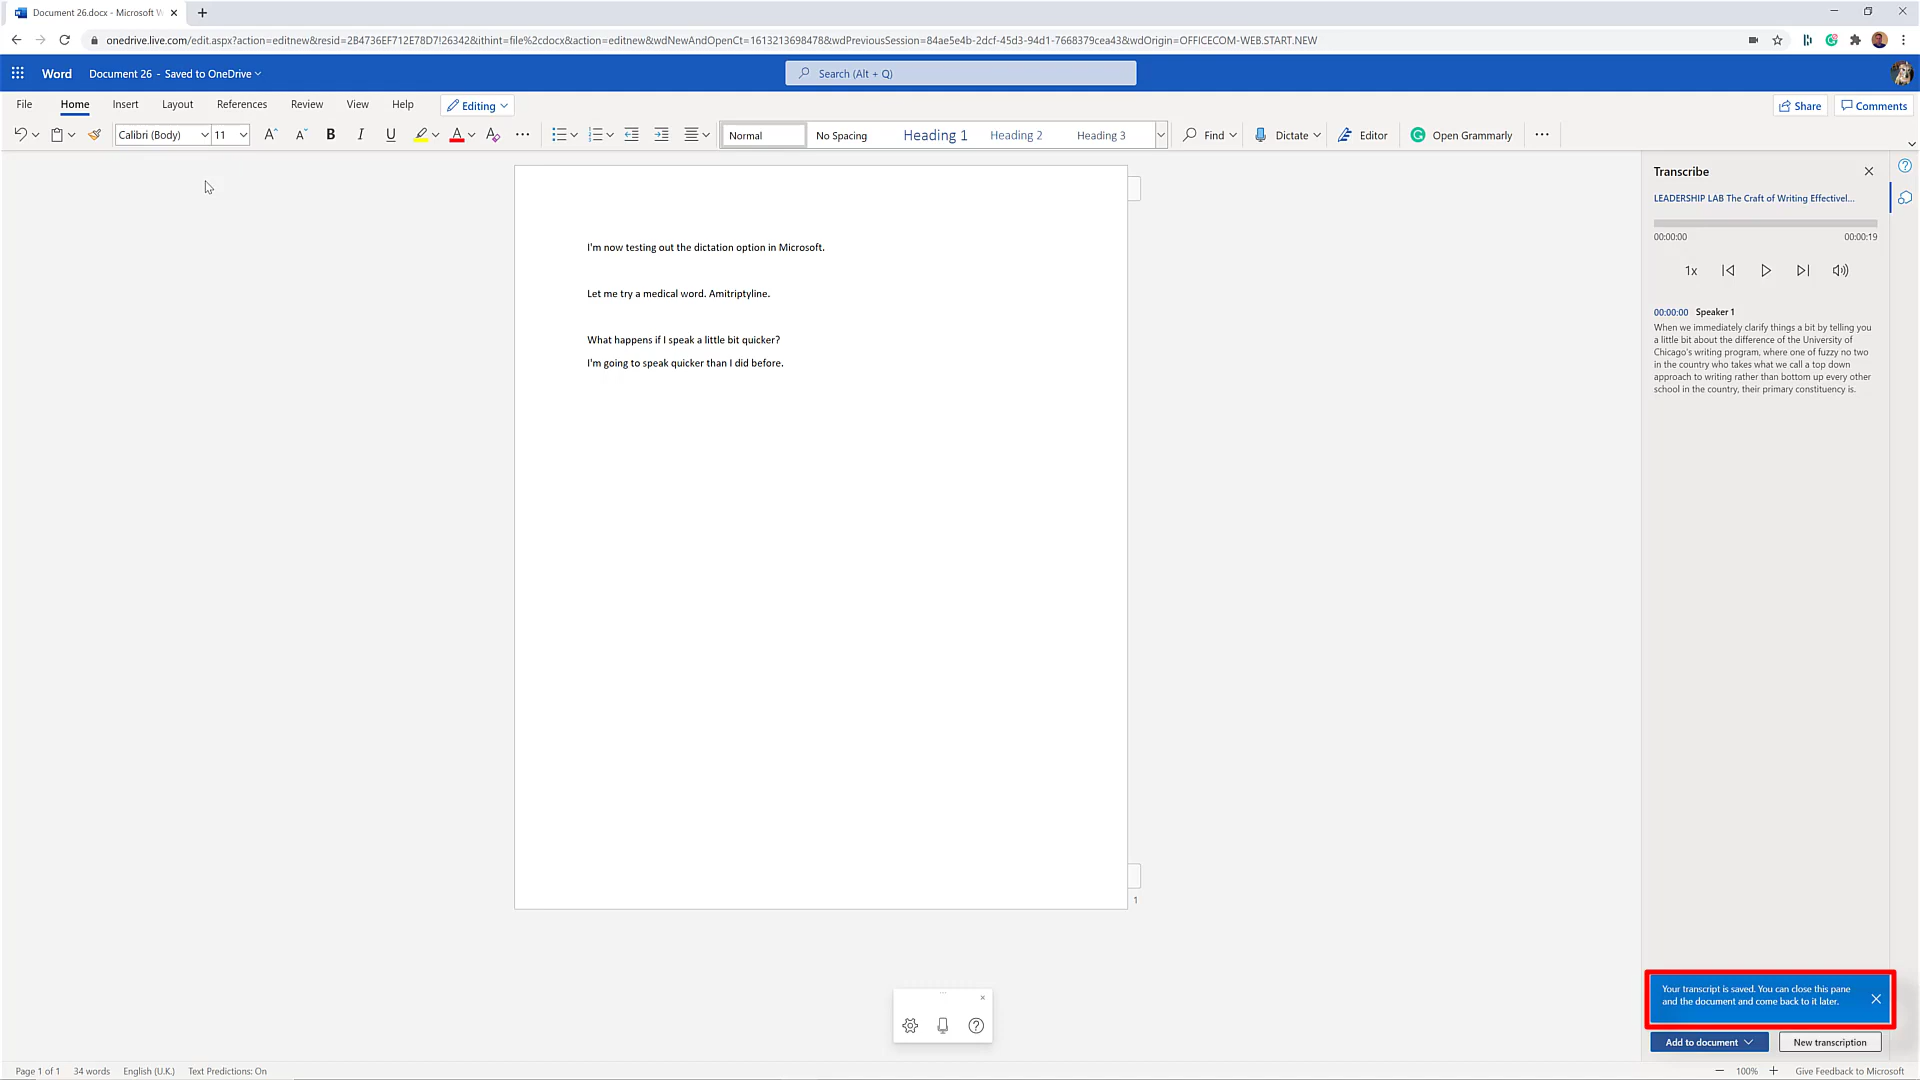 Document 26.docx - Microsoft W
onedrive.live.com/edit.aspx?action=editnew&resid=2B4736EF712E78D7!26342&ithint=file%2cdocx&action=editnew&wdNewAndOpenCt=1613213698478&wdPreviousSession=84ae5e4b-2dcf-45d3-94d1-7668379cea43&wdOrigin=OFFICECOM-WEB.START.NEW
Word Document 26 - Saved to OneDrive Search (Alt + Q)
File Home Insert Layout References Review View Help Editing Share Comments
Calibri (Body) 11 A A B I U A A Normal No Spacing Heading 1 Heading 2 Heading 3 Find Dictate Editor Open Grammarly
Transcribe
LEADERSHIP LAB The Craft of Writing Effectivel...
00:00:00 00:00:19
1x
00:00:00 Speaker 1
When we immediately clarify things a bit by telling you
a little bit about the difference of the University of
Chicago's writing program, where one of fuzzy no two
in the country who takes what we call a top down
approach to writing rather than bottom up every other
school in the country, their primary constituency is.
I'm now testing out the dictation option in Microsoft.
Let me try a medical word. Amitriptyline.
What happens if I speak a little bit quicker?
I'm going to speak quicker than I did before.
1
Your transcript is saved. You can close this pane
and the document and come back to it later.
Add to document New transcription
Page 1 of 1 34 words English (U.K.) Text Predictions: On 100% Give Feedback to Microsoft